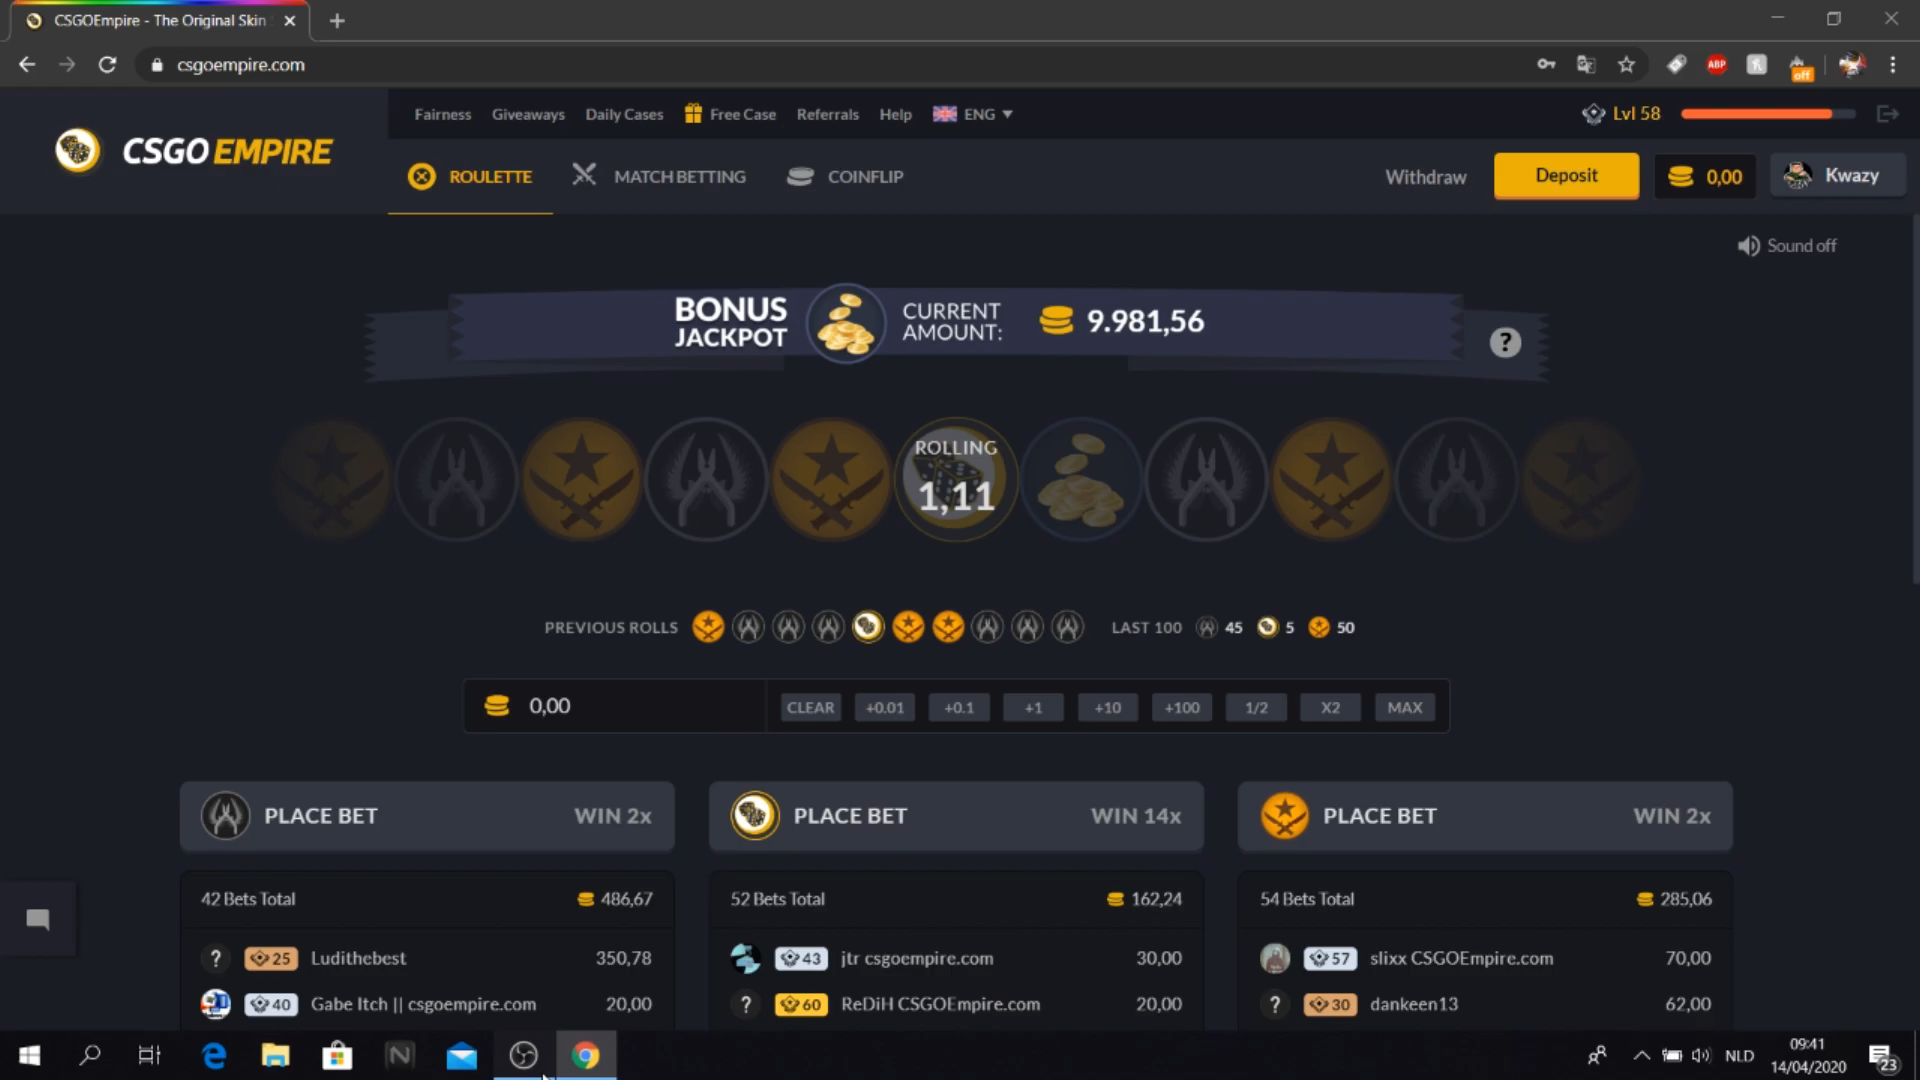 CSGOEmpire - The Original Skin
csgoempire.com
ABP
off
Fairness Giveaways Daily Cases Free Case Referrals Help ENG
Lvl 58
CSGOEMPIRE
ROULETTE MATCH BETTING COINFLIP
Withdraw Deposit 0,00 Kwazy
Sound off
BONUS JACKPOT
CURRENT AMOUNT:
9.981,56
?
ROLLING
1,11
PREVIOUS ROLLS
LAST 100 45 5 50
0,00 CLEAR +0.01 +0.1 +1 +10 +100 1/2 X2 MAX
PLACE BET WIN 2x
PLACE BET WIN 14x
PLACE BET WIN 2x
42 Bets Total 486,67
52 Bets Total 162,24
54 Bets Total 285,06
? 25 Ludithebest 350,78
43 jtr csgoempire.com 30,00
57 slixx CSGOEmpire.com 70,00
40 Gabe Itch || csgoempire.com 20,00
? 60 ReDiH CSGOEmpire.com 20,00
? 30 dankeen13 62,00
N
NLD
09:41
14/04/2020
23